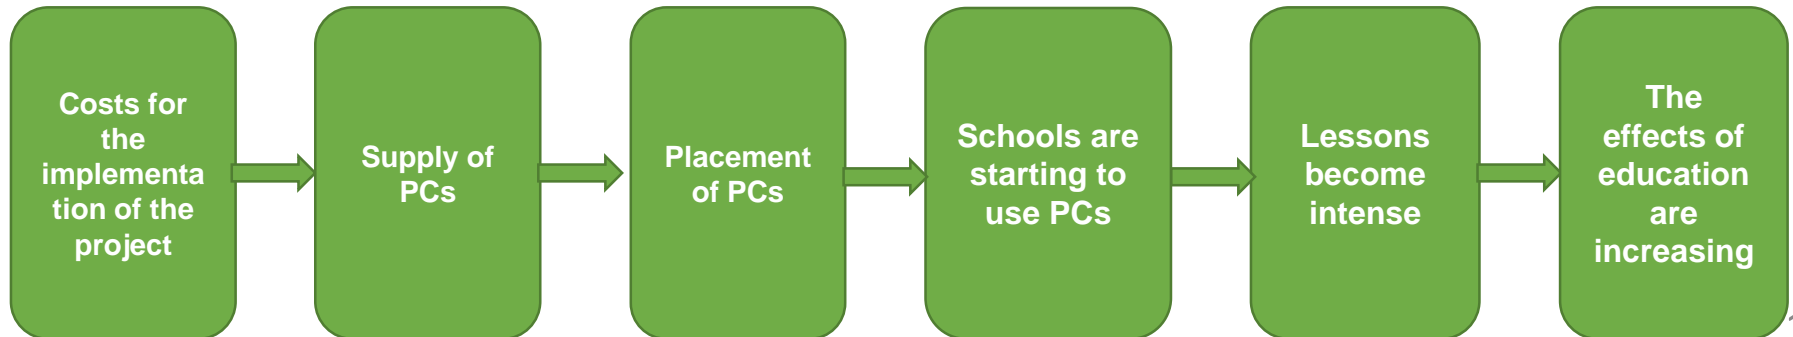 Costs for
the
implementa
tion of the
project
Supply of
PCs
Placement
of PCs
Schools are
starting to
use PCs
Lessons
become
intense
The
effects of
education
are
increasing